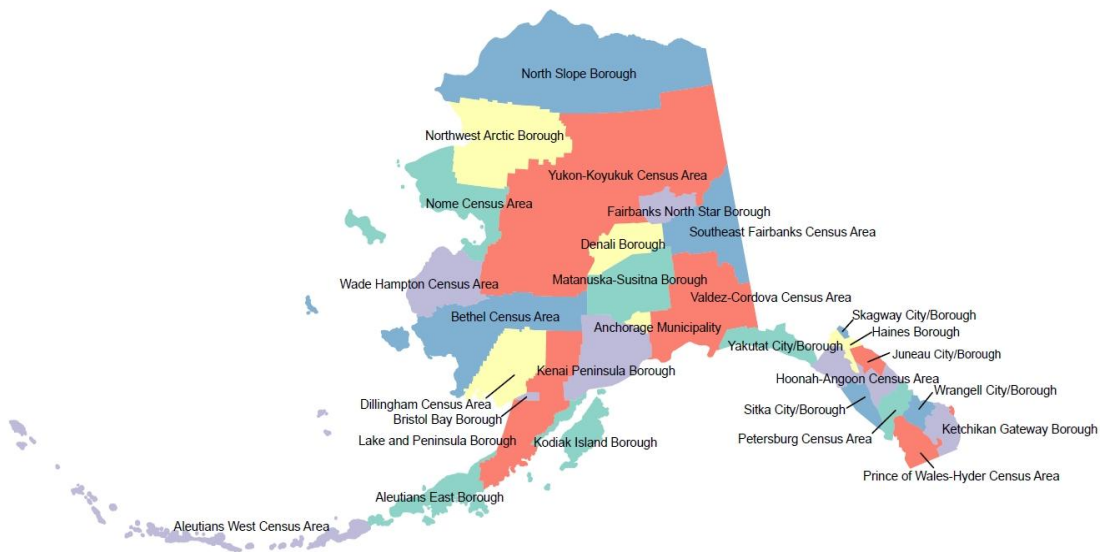 North Slope Borough
Northwest Arctic Borough
Yukon-Koyukuk Census Area
Nome Census Area
Fairbanks North Star Borough
Southeast Fairbanks Census Area
Denali Borough
Matanuska-Susitna Borough
Wade Hampton Census Area
Valdez-Cordova Census Area
Bethel Census Area
Anchorage Municipality
Skagway City/Borough
Haines Borough
Yakutat City/Borough
Juneau City/Borough
Kenai Peninsula Borough
Hoonah-Angoon Census Area
Wrangell City/Borough
Dillingham Census Area
Sitka City/Borough
Bristol Bay Borough
Ketchikan Gateway Borough
Lake and Peninsula Borough
Kodiak Island Borough
Petersburg Census Area
Prince of Wales-Hyder Census Area
Aleutians East Borough
Aleutians West Census Area